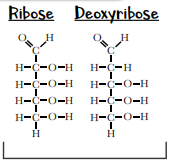 Ribose Deoxyribose
O H O H
C C
H-C-O-H H-C-H
H-C-O-H H-C-O-H
H-C-O-H H-C-O-H
H-C-O-H H-C-O-H
H H